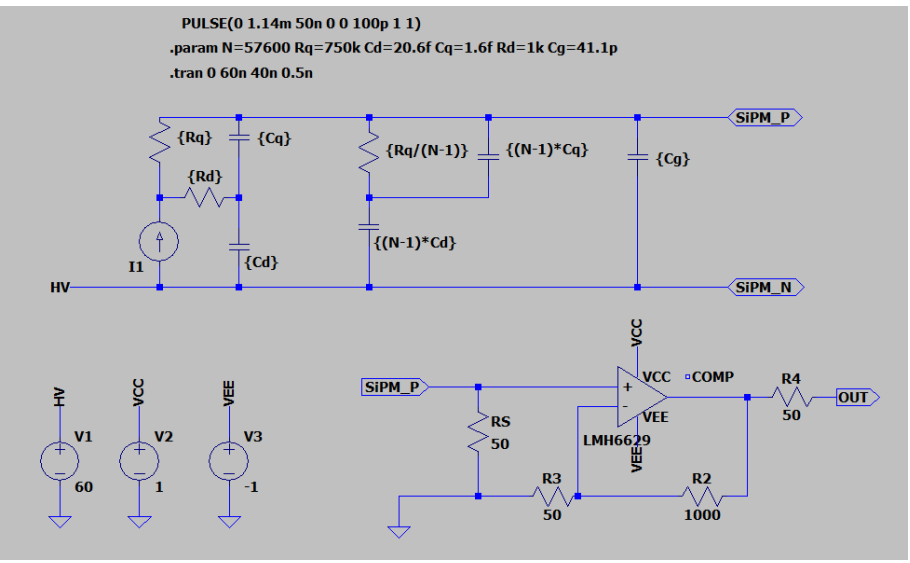 PULSE(0 1.14m 50n 0 0 100p 1 1)
.param N=57600 Rq=750k Cd=20.6f Cq=1.6f Rd=1k Cg=41.1p
.tran 0 60n 40n 0.5n
SiPM_P
{Rq}
{Cq}
{Rq/(N-1)}
{(N-1)*Cq}
{Cg}
{Rd}
{(N-1)*Cd}
I1
{Cd}
HV
SiPM_N
HV
VCC
VEE
V1
60
V2
1
V3
-1
SiPM_P
RS
50
VCC
VCC
COMP
+
-
VEE
LMH6629
VEE
R4
50
OUT
R3
50
R2
1000